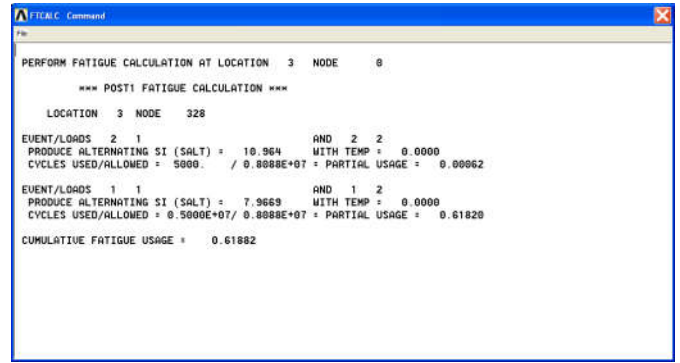 FTCALC Command
File
PERFORM FATIGUE CALCULATION AT LOCATION 3 NODE 0
*** POST1 FATIGUE CALCULATION ***
LOCATION 3 NODE 328
EVENT/LOADS 2 1 AND 2 2
PRODUCE ALTERNATING SI (SALT) = 10.964 WITH TEMP = 0.0000
CYCLES USED/ALLOWED = 5000. / 0.8088E+07 = PARTIAL USAGE = 0.00062
EVENT/LOADS 1 1 AND 1 2
PRODUCE ALTERNATING SI (SALT) = 7.9669 WITH TEMP = 0.0000
CYCLES USED/ALLOWED = 0.5000E+07/ 0.8088E+07 = PARTIAL USAGE = 0.61820
CUMULATIVE FATIGUE USAGE = 0.61882